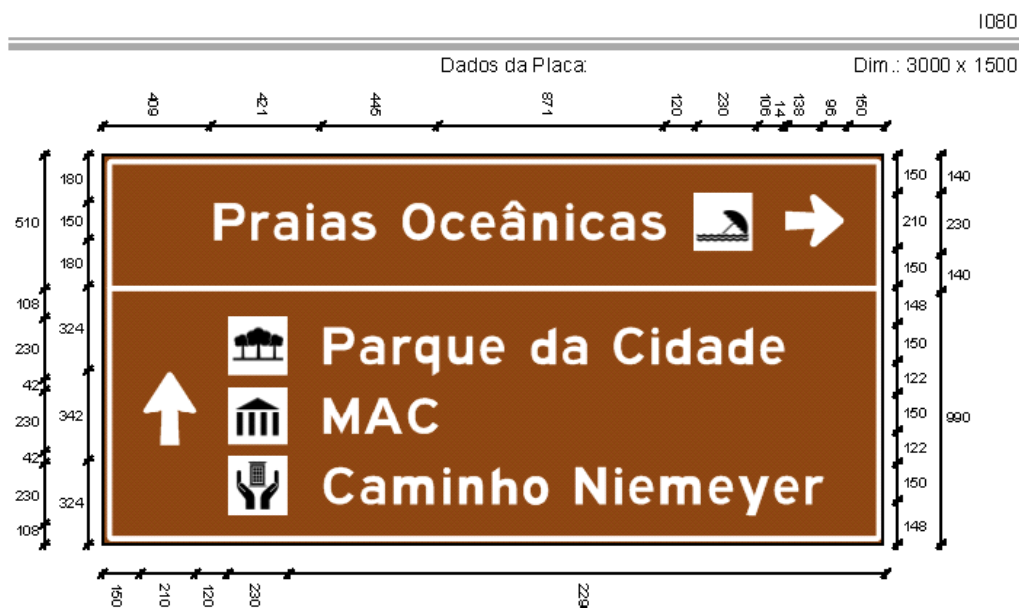 I080
Dados da Placa:
Dim.: 3000 x 1500
409 421 445 871 120 230 106 14 138 96 150
180 150 140
510 150 210 230
180 150 140
Praias Oceânicas
108 324 148
230 150
42 122
230 342 150 990
42 122
230 324 150
108 148
Parque da Cidade
MAC
Caminho Niemeyer
150 210 120 230 229